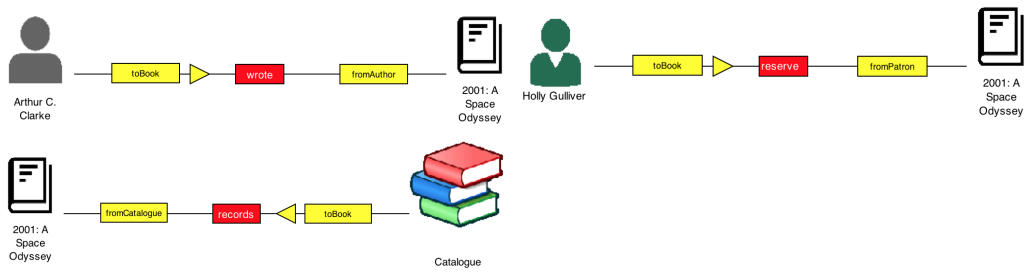 toBook
wrote
fromAuthor
Arthur C.
Clarke
2001: A
Space
Odyssey
toBook
reserve
fromPatron
Holly Gulliver
2001: A
Space
Odyssey
fromCatalogue
records
toBook
2001: A
Space
Odyssey
Catalogue